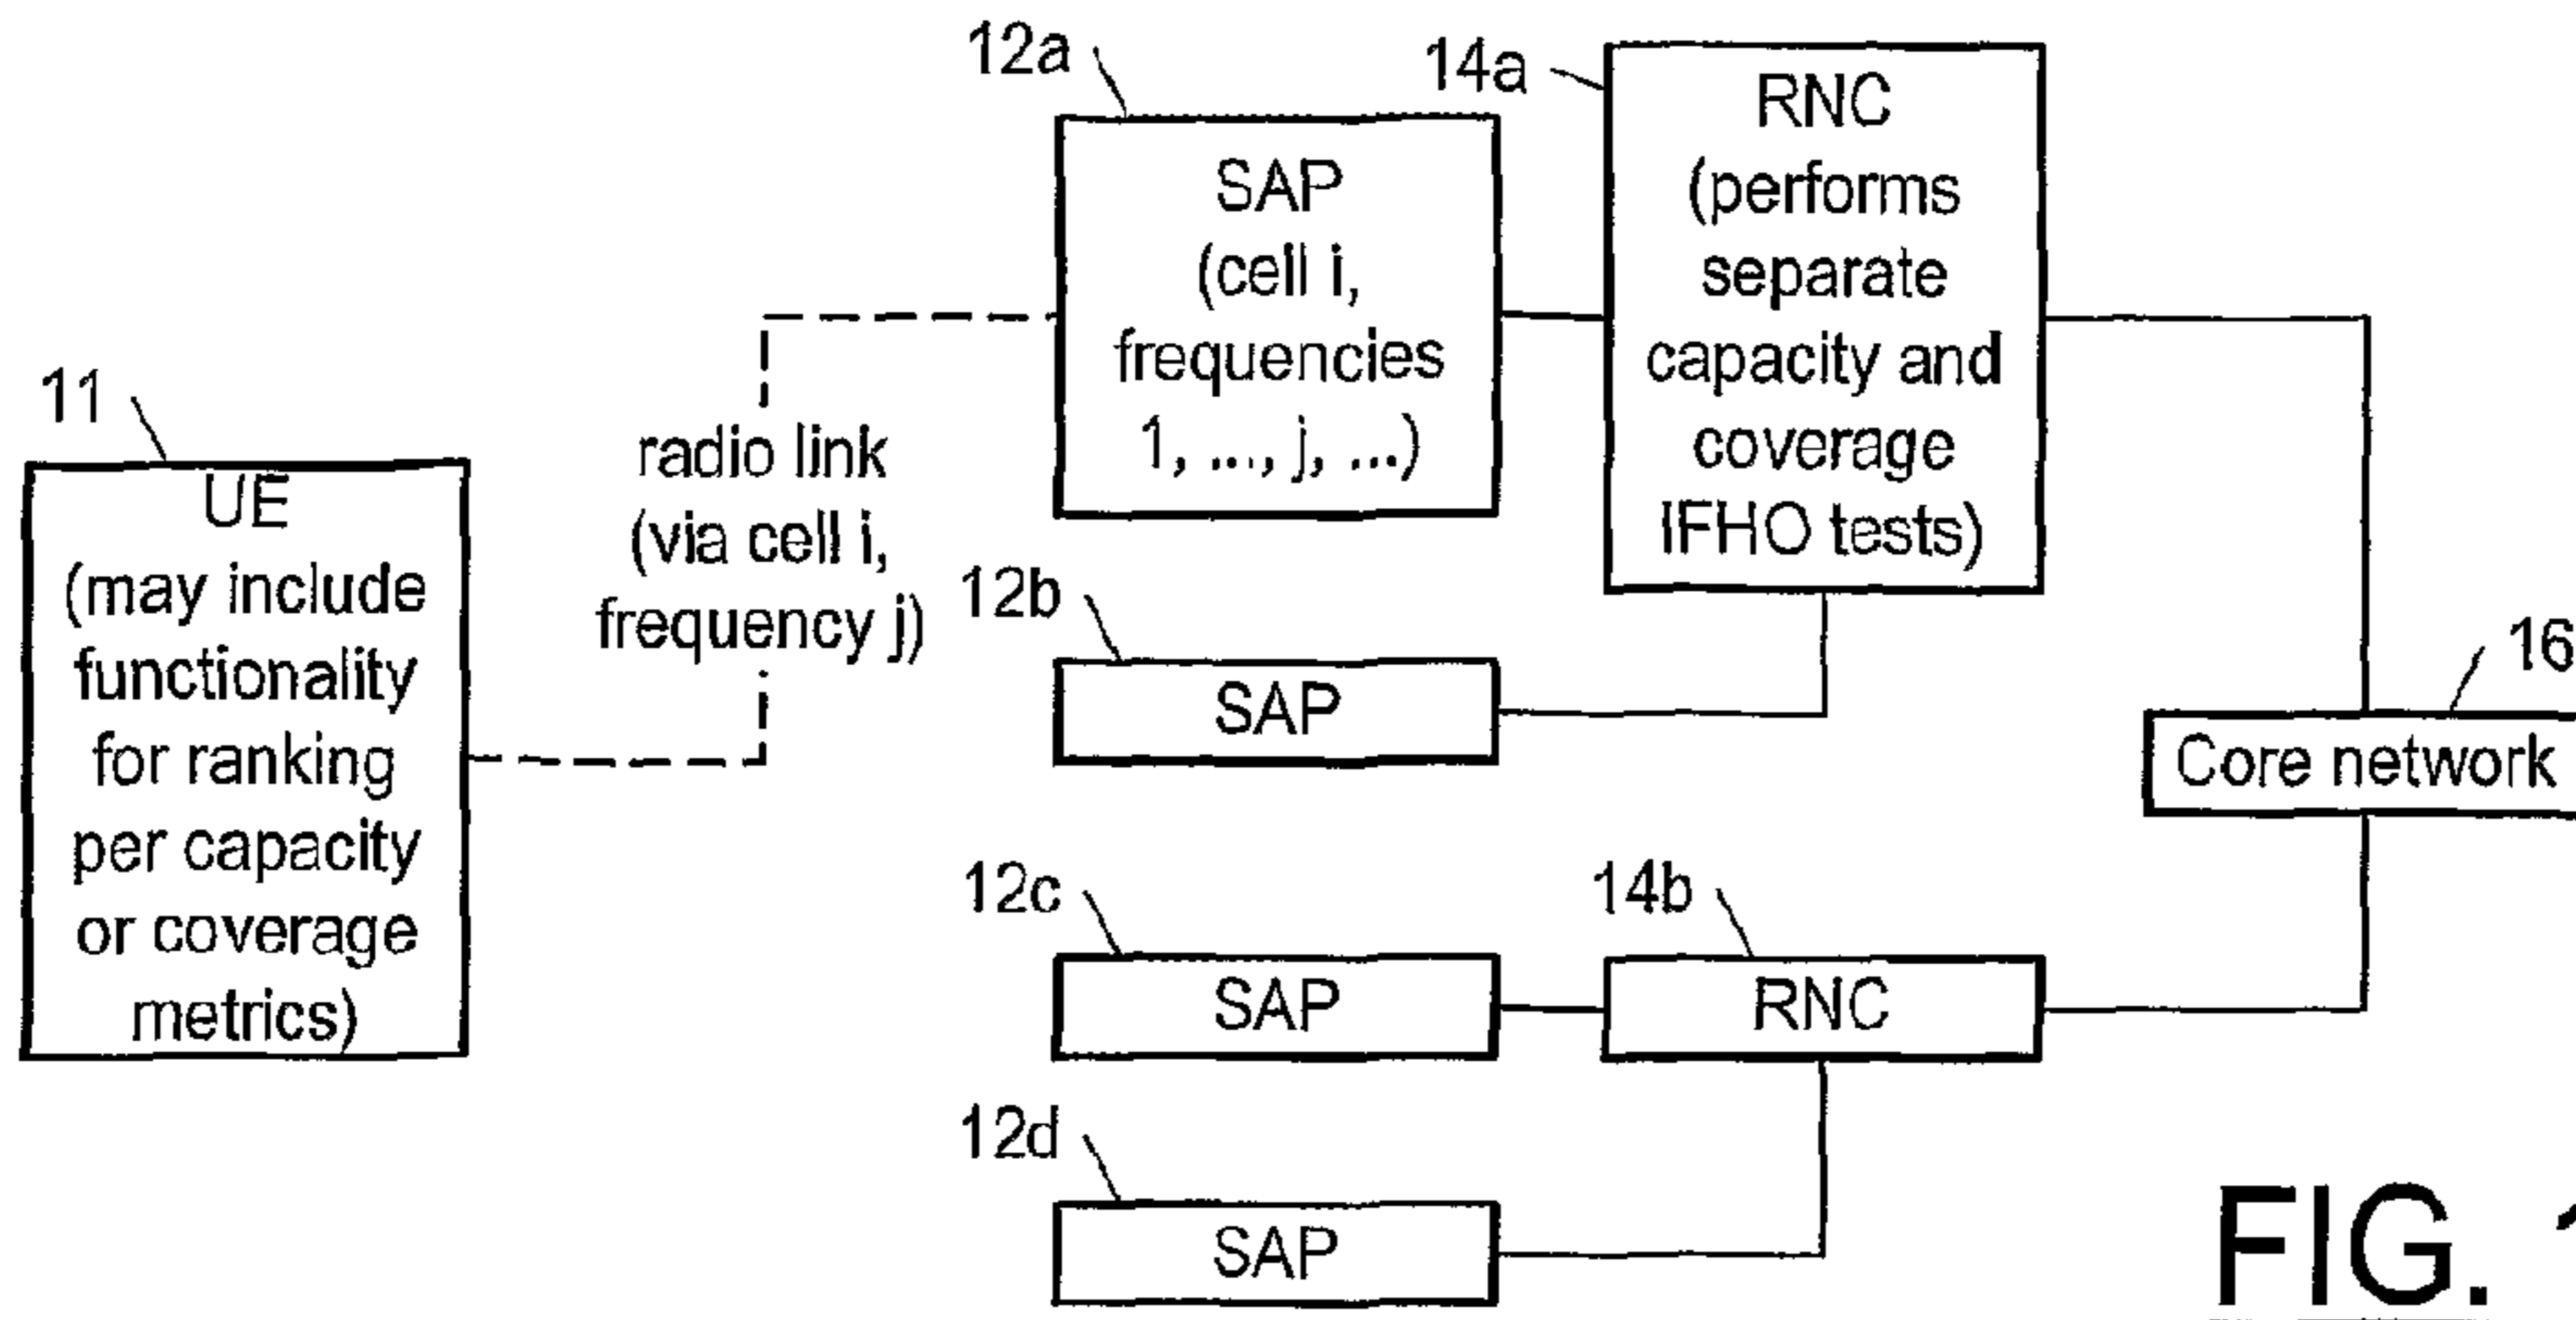 12a
14a
RNC
(performs
separate
capacity and
coverage
IFHO tests)
SAP
(cell i,
frequencies
1, ..., j, ...)
11
UE
(may include
functionality
for ranking
per capacity
or coverage
metrics)
radio link
(via cell i,
frequency j)
12b
SAP
16
Core network
12c
SAP
14b
RNC
12d
SAP
FIG. 1